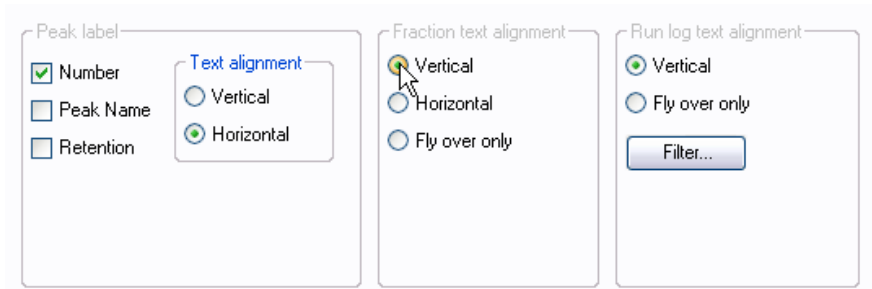 Peak label
Number
Peak Name
Retention
Text alignment
Vertical
Horizontal
Fraction text alignment
Vertical
Horizontal
Fly over only
Run log text alignment
Vertical
Fly over only
Filter...